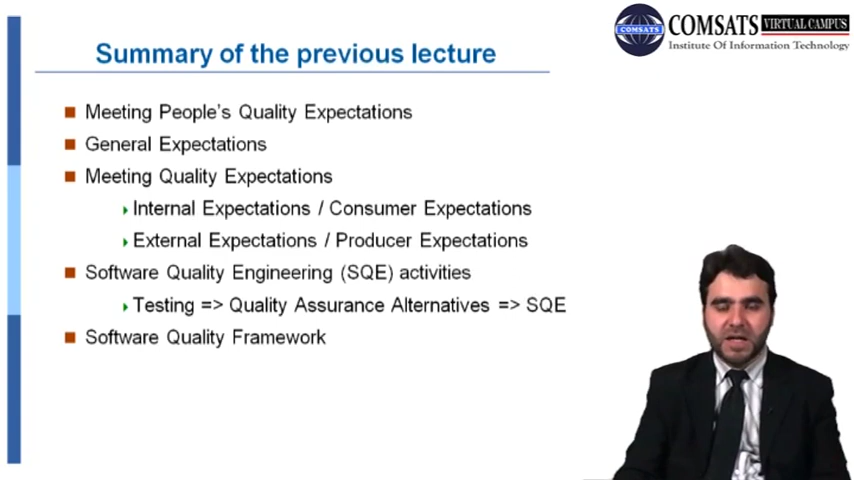 COMSATS VIRTUAL CAMPUS
COMSATS
Institute Of Information Technology
Summary of the previous lecture
Meeting People's Quality Expectations
General Expectations
Meeting Quality Expectations
Internal Expectations / Consumer Expectations
External Expectations / Producer Expectations
Software Quality Engineering (SQE) activities
Testing => Quality Assurance Alternatives => SQE
Software Quality Framework